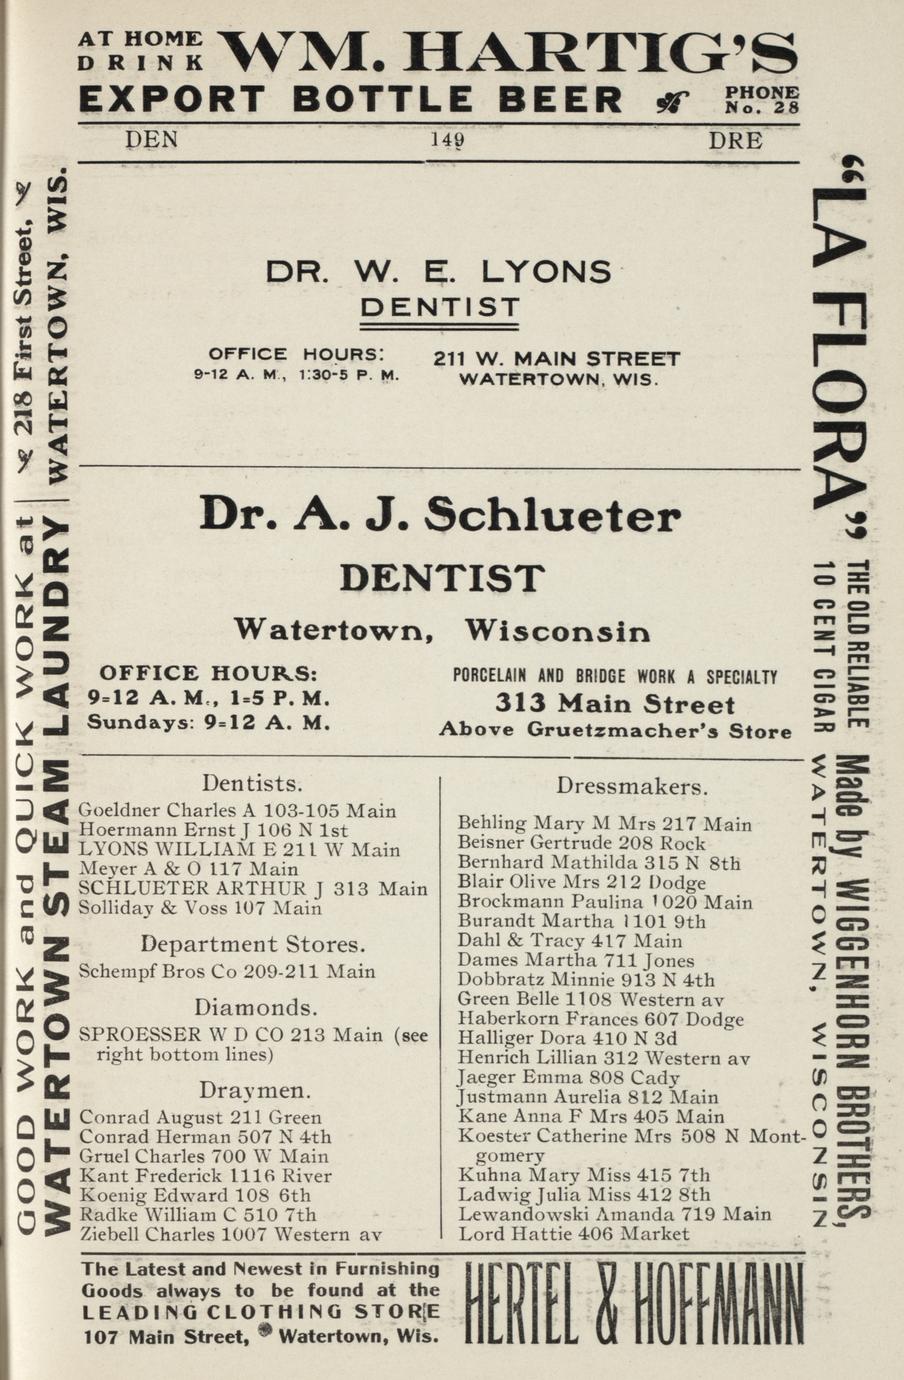 AT HOME
DRINK
WM. HARTIG'S
EXPORT BOTTLE BEER
PHONE
No. 28
DEN 149 DRE
DR. W. E. LYONS
DENTIST
OFFICE HOURS:
9-12 A. M., 1:30-5 P. M.
211 W. MAIN STREET
WATERTOWN, WIS.
Dr. A. J. Schlueter
DENTIST
Watertown, Wisconsin
OFFICE HOURS:
9-12 A. M., 1-5 P. M.
Sundays: 9-12 A. M.
PORCELAIN AND BRIDGE WORK A SPECIALTY
313 Main Street
Above Gruetzmacher's Store
Dentists.
Goeldner Charles A 103-105 Main
Hoermann Ernst J 106 N 1st
LYONS WILLIAM E 211 W Main
Meyer A & O 117 Main
SCHLUETER ARTHUR J 313 Main
Solliday & Voss 107 Main
Department Stores.
Schempf Bros Co 209-211 Main
Diamonds.
SPROESSER W D CO 213 Main (see
right bottom lines)
Draymen.
Conrad August 211 Green
Conrad Herman 507 N 4th
Gruel Charles 700 W Main
Kant Frederick 1116 River
Koenig Edward 108 6th
Radke William C 510 7th
Ziebell Charles 1007 Western av
Dressmakers.
Behling Mary M Mrs 217 Main
Beisner Gertrude 208 Rock
Bernhard Mathilda 315 N 8th
Blair Olive Mrs 212 Dodge
Brockmann Paulina 1020 Main
Burandt Martha 1101 9th
Dahl & Tracy 417 Main
Dames Martha 711 Jones
Dobbratz Minnie 913 N 4th
Green Belle 1108 Western av
Haberkorn Frances 607 Dodge
Halliger Dora 410 N 3d
Henrich Lillian 312 Western av
Jaeger Emma 808 Cady
Justmann Aurelia 812 Main
Kane Anna F Mrs 405 Main
Koester Catherine Mrs 508 N Mont-
gomery
Kuhna Mary Miss 415 7th
Ladwig Julia Miss 412 8th
Lewandowski Amanda 719 Main
Lord Hattie 406 Market
The Latest and Newest in Furnishing
Goods always to be found at the
LEADING CLOTHING STORE
107 Main Street, Watertown, Wis.
HERTEL & HOFFMANN
GOOD WORK and QUICK WORK at
WATERTOWN STEAM LAUNDRY
218 First Street,
WATERTOWN, WIS.
"LA FLORA"
THE OLD RELIABLE
10 CENT CIGAR
Made by WIGGENHORN BROTHERS,
WATERTOWN, WISCONSIN